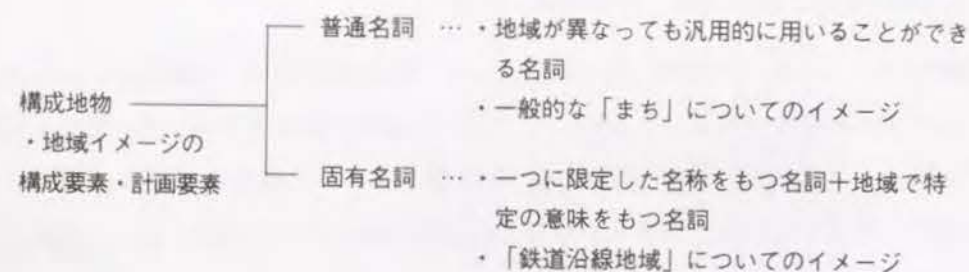 普通名詞 … ・地域が異なっても汎用的に用いることができ
る名詞
・一般的な「まち」についてのイメージ
構成地物
・地域イメージの
構成要素・計画要素
固有名詞 … ・一つに限定した名称をもつ名詞＋地域で特
定の意味をもつ名詞
・「鉄道沿線地域」についてのイメージ